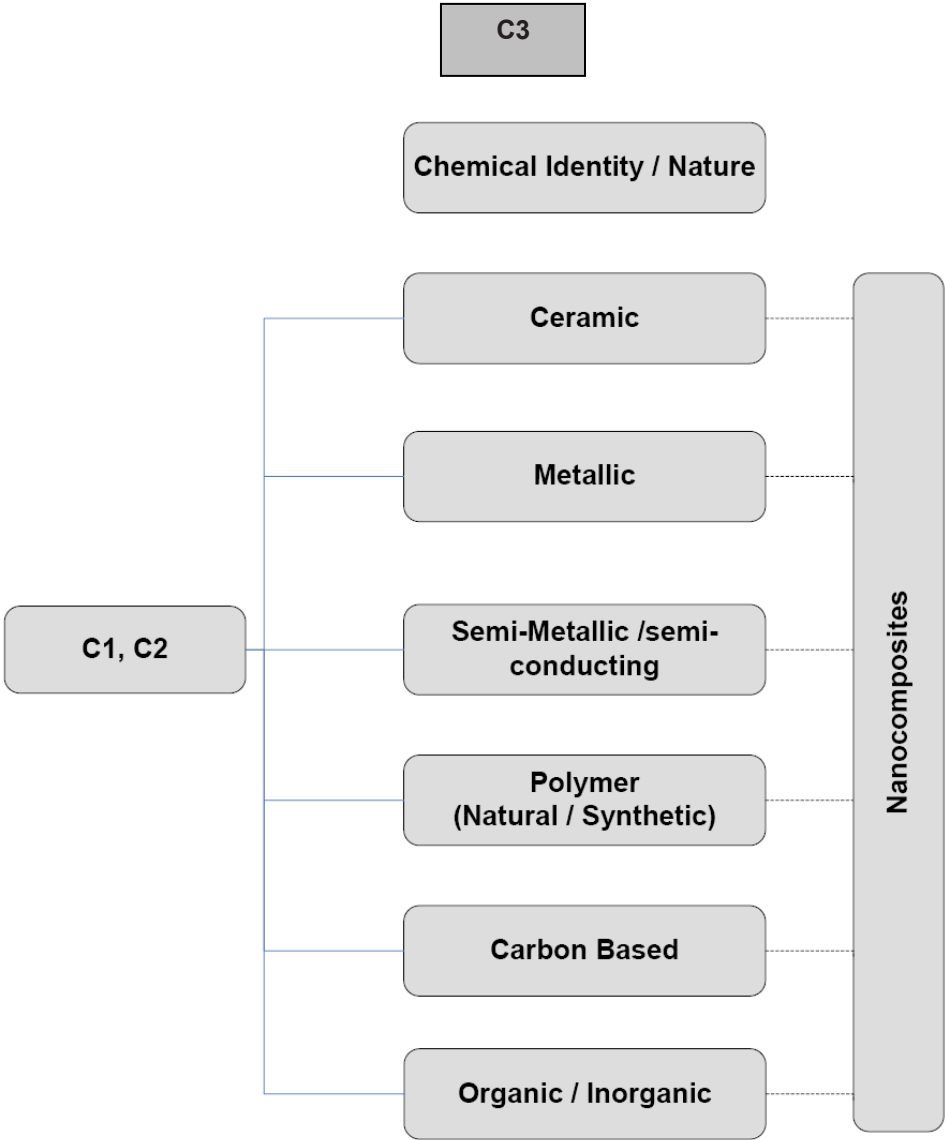 C3
Chemical Identity / Nature
Ceramic
Metallic
C1, C2
Semi-Metallic /semi-
conducting
Polymer
(Natural / Synthetic)
Carbon Based
Organic / Inorganic
Nanocomposites